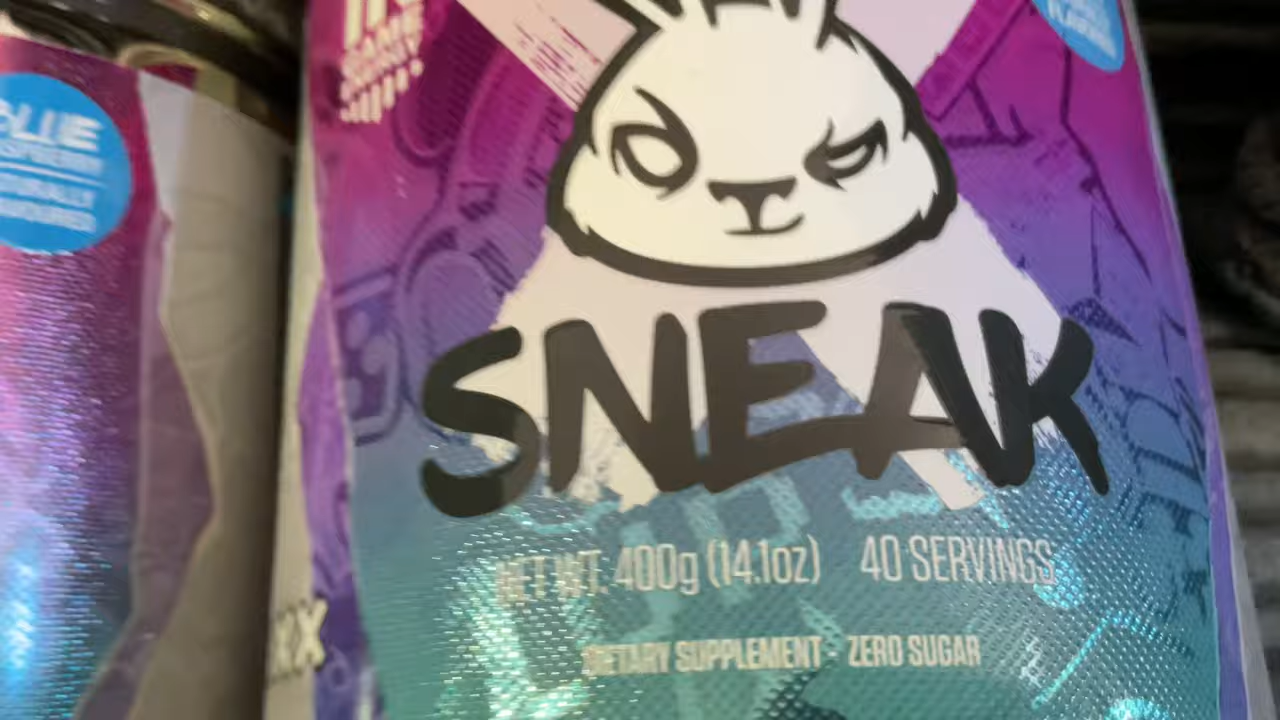 SNEAK
NET WT. 400g (14.1oz) 40 SERVINGS
DIETARY SUPPLEMENT - ZERO SUGAR
BLUE